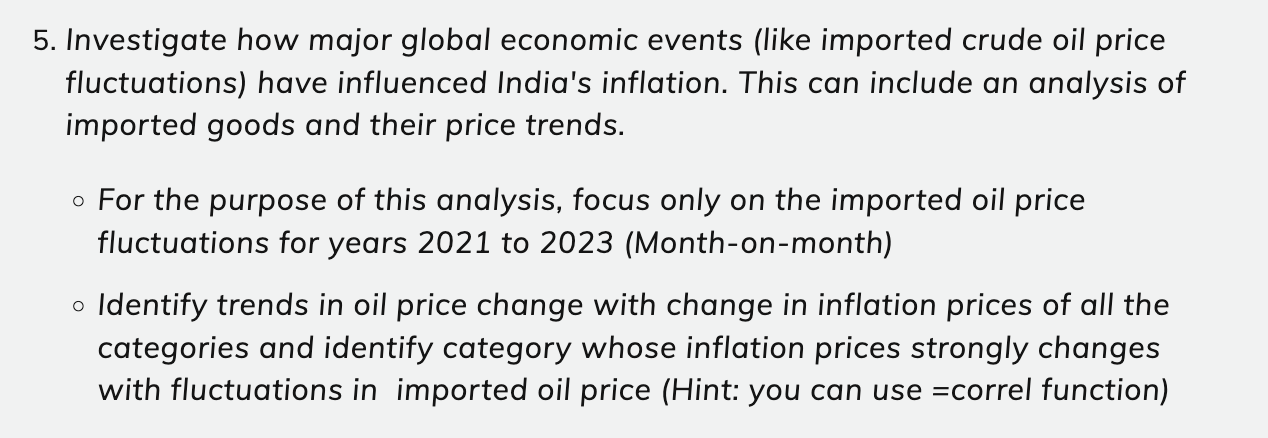 5. Investigate how major global economic events (like imported crude oil price
fluctuations) have influenced India's inflation. This can include an analysis of
imported goods and their price trends.
○ For the purpose of this analysis, focus only on the imported oil price
fluctuations for years 2021 to 2023 (Month-on-month)
○ Identify trends in oil price change with change in inflation prices of all the
categories and identify category whose inflation prices strongly changes
with fluctuations in  imported oil price (Hint: you can use =correl function)